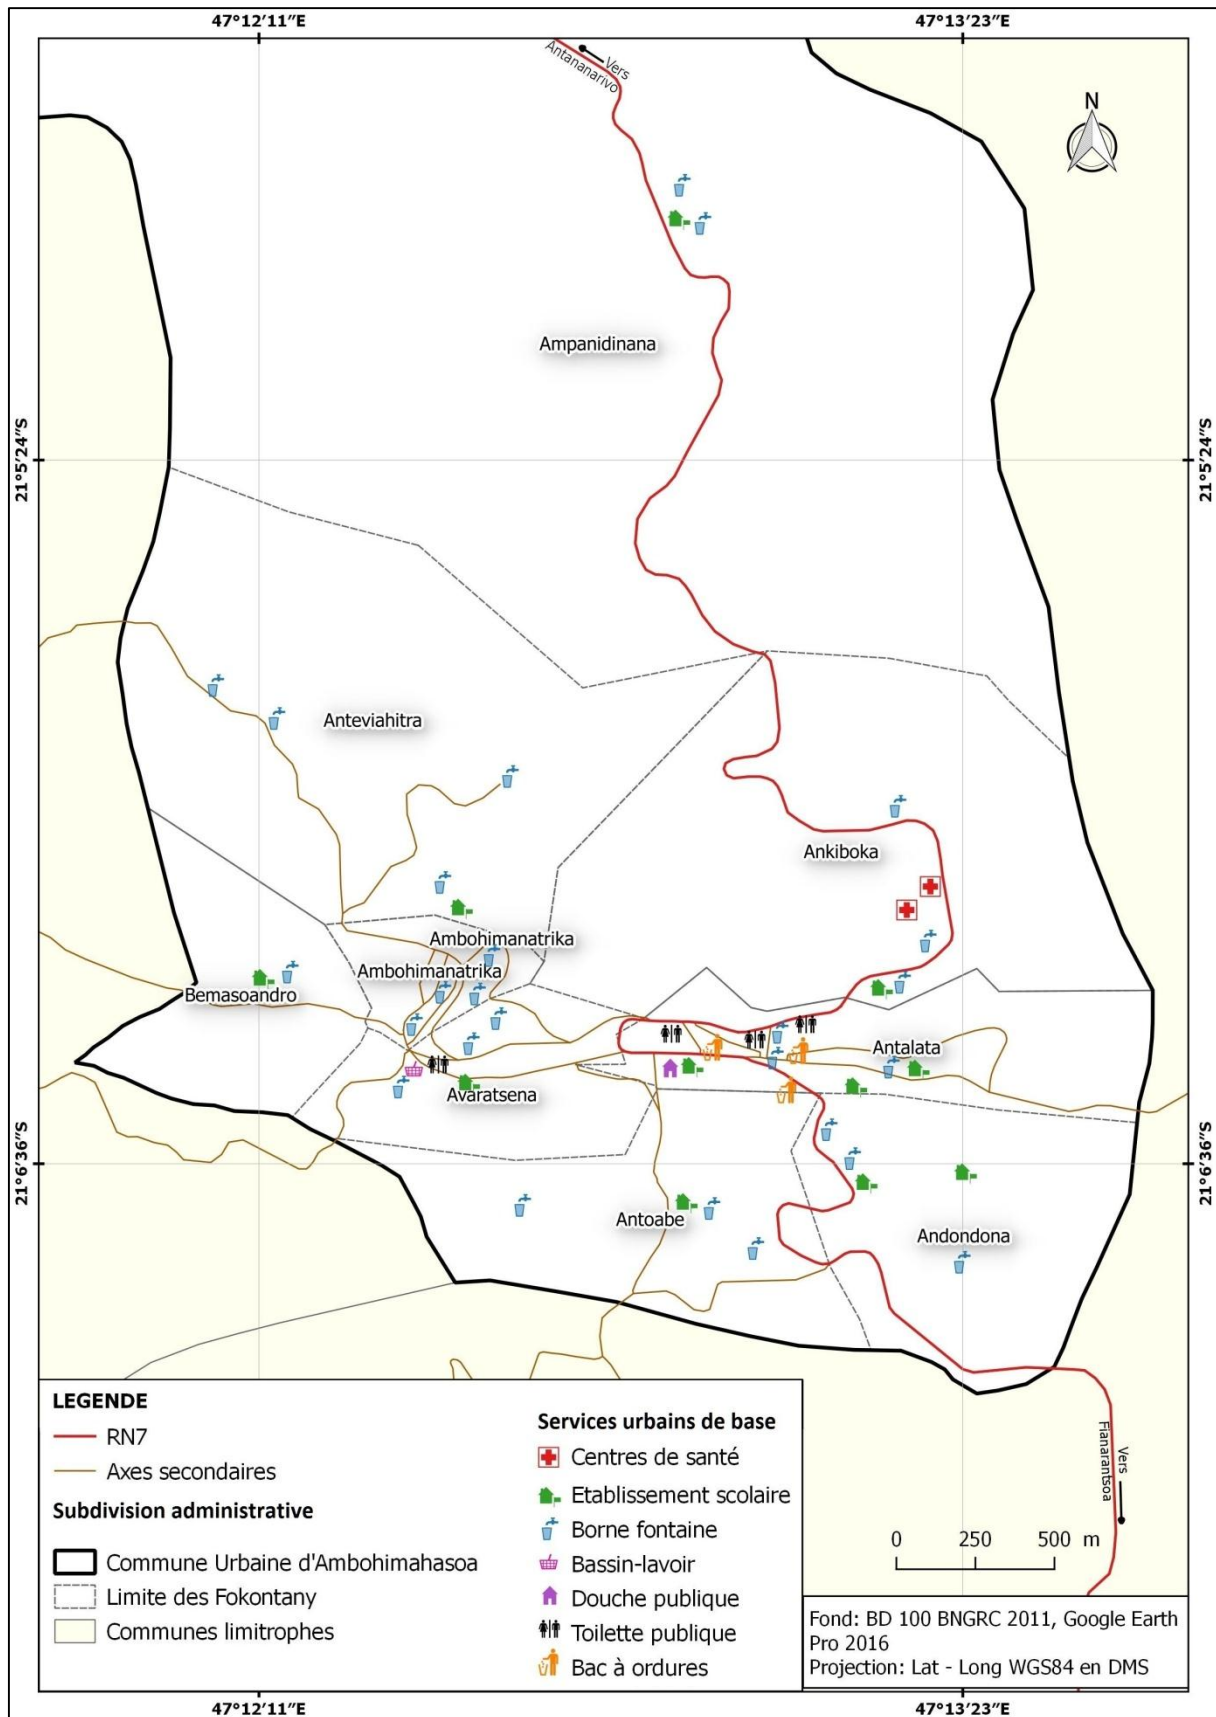 47°12′11″E
47°13′23″E
Vers
Antananarivo
N
Ampanidinana
21°5′24″S
21°5′24″S
Anteviahitra
Ankiboka
Ambohimanatrika
Ambohimanatrika
Bemasoandro
Antalata
Avaratsena
21°6′36″S
21°6′36″S
Antoabe
Andondona
LEGENDE
RN7
Axes secondaires
Subdivision administrative
Commune Urbaine d'Ambohimahasoa
Limite des Fokontany
Communes limitrophes
Services urbains de base
Centres de santé
Etablissement scolaire
Borne fontaine
Bassin-lavoir
Douche publique
Toilette publique
Bac à ordures
Vers
Fianarantsoa
0 250 500 m
Fond: BD 100 BNGRC 2011, Google Earth
Pro 2016
Projection: Lat - Long WGS84 en DMS
47°12′11″E
47°13′23″E